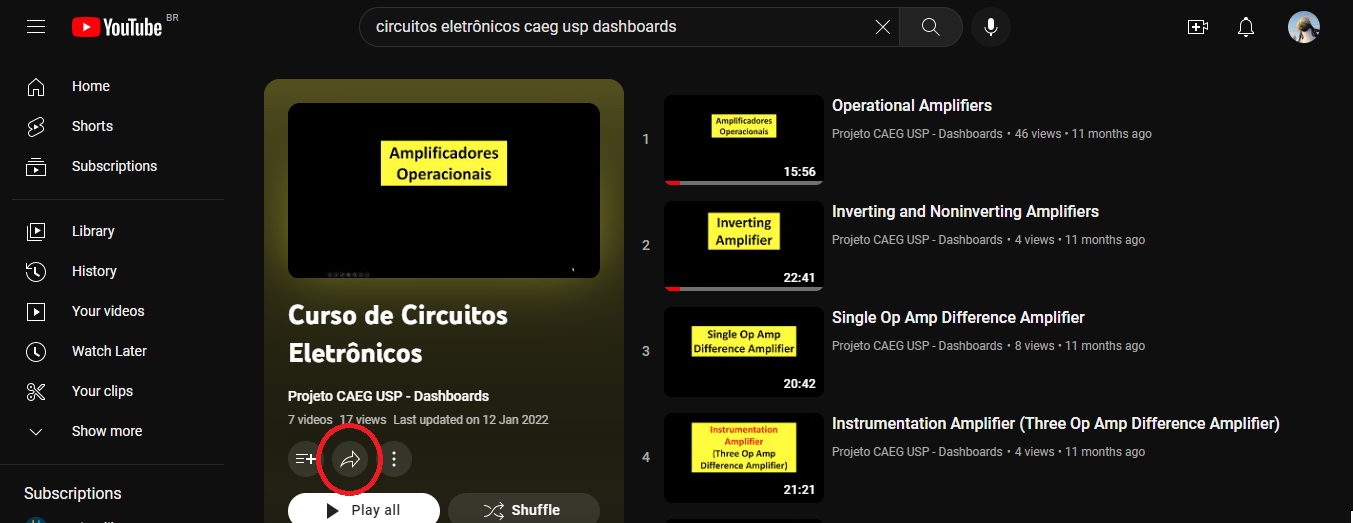 YouTube BR
circuitos eletrônicos caeg usp dashboards
Home
Shorts
Subscriptions
Library
History
Your videos
Watch Later
Your clips
Show more
Subscriptions
Amplificadores
Operacionais
Curso de Circuitos
Eletrônicos
Projeto CAEG USP - Dashboards
7 videos 17 views Last updated on 12 Jan 2022
Play all
Shuffle
1
Amplificadores
Operacionais
15:56
Operational Amplifiers
Projeto CAEG USP - Dashboards • 46 views • 11 months ago
2
Inverting
Amplifier
22:41
Inverting and Noninverting Amplifiers
Projeto CAEG USP - Dashboards • 4 views • 11 months ago
3
Single Op Amp
Difference Amplifier
20:42
Single Op Amp Difference Amplifier
Projeto CAEG USP - Dashboards • 8 views • 11 months ago
4
Instrumentation
Amplifier
(Three Op Amp
Difference Amplifier)
21:21
Instrumentation Amplifier (Three Op Amp Difference Amplifier)
Projeto CAEG USP - Dashboards • 4 views • 11 months ago